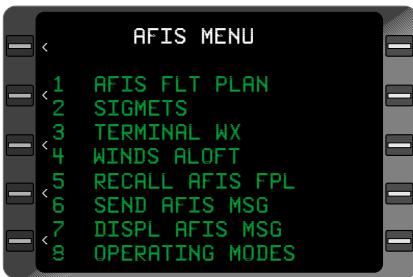 AFIS MENU
1 AFIS FLT PLAN
2 SIGMETS
3 TERMINAL WX
4 WINDS ALOFT
5 RECALL AFIS FPL
6 SEND AFIS MSG
7 DISPL AFIS MSG
8 OPERATING MODES